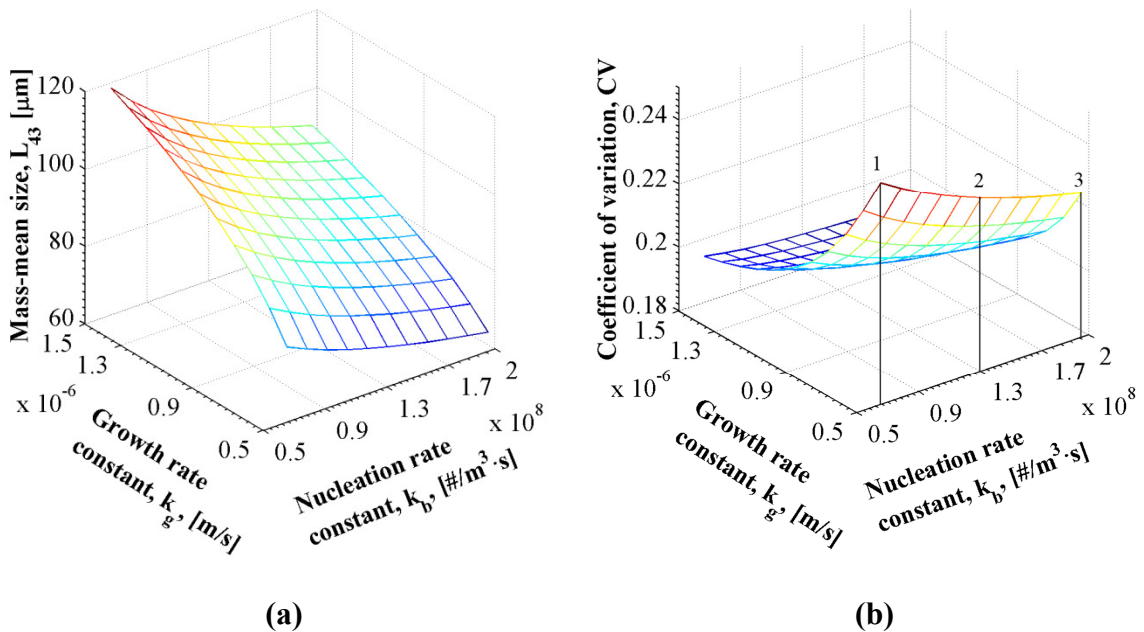 Mass-mean size, L43 [μm]
120
100
80
60
1.5
1.3
0.9
0.5
x 10^-6
Growth rate
constant, kg, [m/s]
0.5
0.9
1.3
1.7
2
x 10^8
Nucleation rate
constant, kb, [#/m^3·s]
(a)
Coefficient of variation, CV
0.24
0.22
0.2
0.18
1
2
3
1.5
1.3
0.9
0.5
x 10^-6
Growth rate
constant, kg, [m/s]
0.5
0.9
1.3
1.7
2
x 10^8
Nucleation rate
constant, kb, [#/m^3·s]
(b)